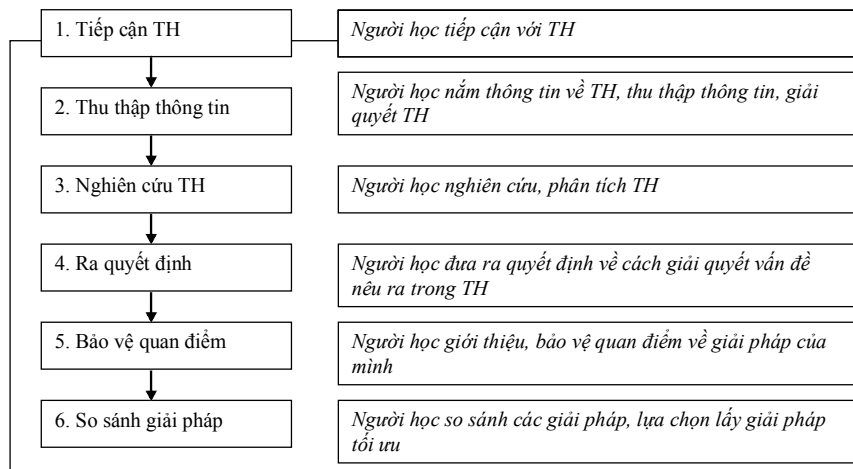 1. Tiếp cận TH
Người học tiếp cận với TH
2. Thu thập thông tin
Người học nắm thông tin về TH, thu thập thông tin, giải
quyết TH
3. Nghiên cứu TH
Người học nghiên cứu, phân tích TH
4. Ra quyết định
Người học đưa ra quyết định về cách giải quyết vấn đề
nêu ra trong TH
5. Bảo vệ quan điểm
Người học giới thiệu, bảo vệ quan điểm về giải pháp của
mình
6. So sánh giải pháp
Người học so sánh các giải pháp, lựa chọn lấy giải pháp
tối ưu